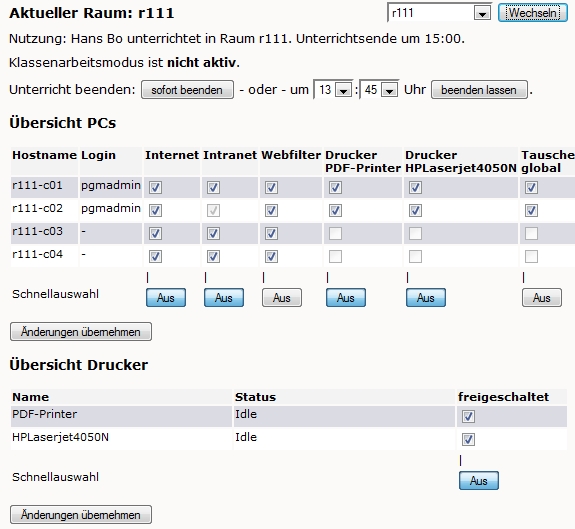 Aktueller Raum: r111 r111 Wechseln
Nutzung: Hans Bo unterrichtet in Raum r111. Unterrichtsende um 15:00.
Klassenarbeitsmodus ist nicht aktiv.
Unterricht beenden: sofort beenden - oder - um 13 : 45 Uhr beenden lassen .
Übersicht PCs
Hostname Login Internet Intranet Webfilter Drucker PDF-Printer Drucker HPLaserjet4050N Tausche global
r111-c01 pgmadmin
r111-c02 pgmadmin
r111-c03 -
r111-c04 -
| | | | | |
Schnellauswahl Aus Aus Aus Aus Aus Aus
Änderungen übernehmen
Übersicht Drucker
Name Status freigeschaltet
PDF-Printer Idle
HPLaserjet4050N Idle
|
Schnellauswahl Aus
Änderungen übernehmen